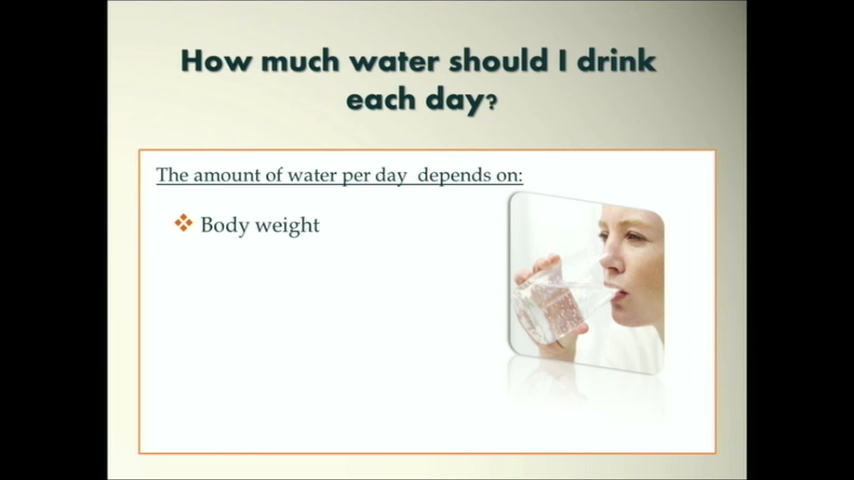 How much water should I drink
each day?
The amount of water per day  depends on:
Body weight